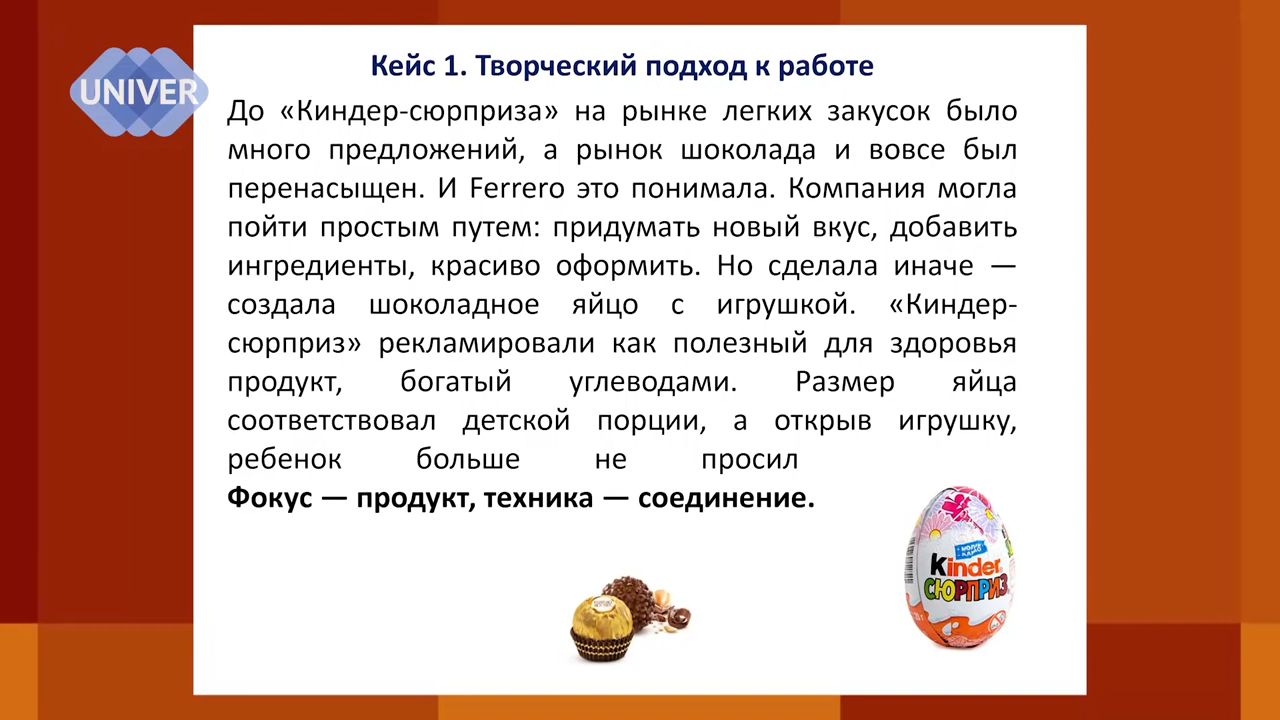 UNIVER
Кейс 1. Творческий подход к работе
До «Киндер-сюрприза» на рынке легких закусок было
много предложений, а рынок шоколада и вовсе был
перенасыщен. И Ferrero это понимала. Компания могла
пойти простым путем: придумать новый вкус, добавить
ингредиенты, красиво оформить. Но сделала иначе —
создала шоколадное яйцо с игрушкой. «Киндер-
сюрприз» рекламировали как полезный для здоровья
продукт, богатый углеводами. Размер яйца
соответствовал детской порции, а открыв игрушку,
ребенок больше не просил
Фокус — продукт, техника — соединение.
Kinder
СЮРПРИЗ